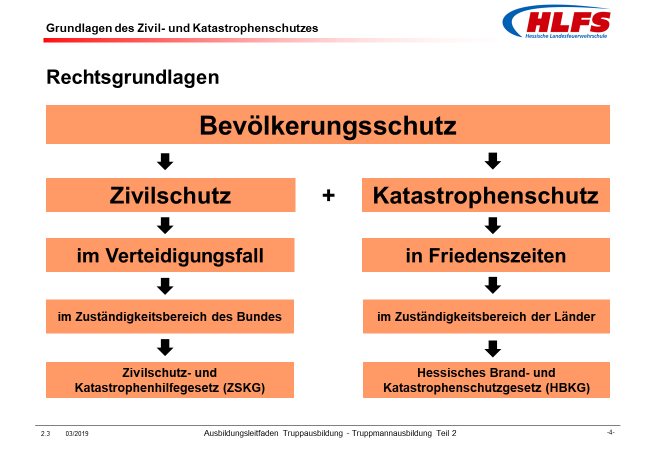 Grundlagen des Zivil- und Katastrophenschutzes
HLFS
Hessische Landesfeuerwehrschule
Rechtsgrundlagen
Bevölkerungsschutz
Zivilschutz + Katastrophenschutz
im Verteidigungsfall
in Friedenszeiten
im Zuständigkeitsbereich des Bundes
im Zuständigkeitsbereich der Länder
Zivilschutz- und
Katastrophenhilfegesetz (ZSKG)
Hessisches Brand- und
Katastrophenschutzgesetz (HBKG)
2.3 03/2019 Ausbildungsleitfaden Truppausbildung - Truppmannausbildung Teil 2 -4-